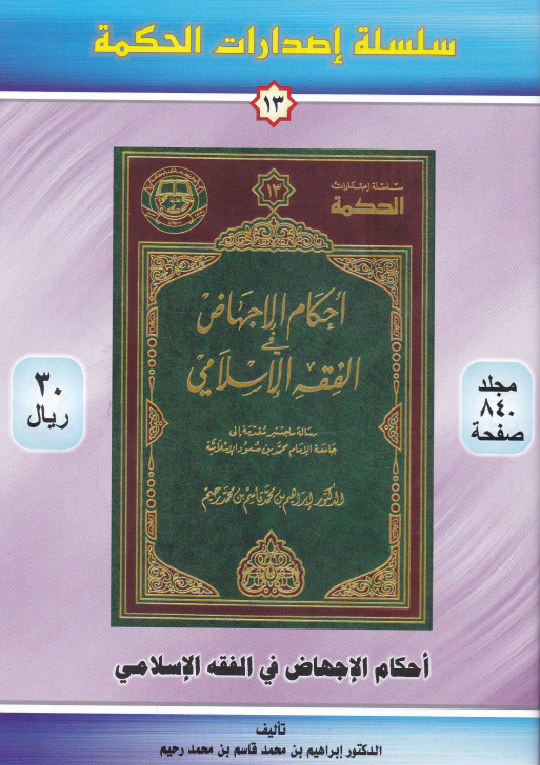 سلسلة إصدارات الحكمة
١٣
سلسلة إصدارات
الحكمة
١٣
أحكام الإجهاض
في
الفقه الإسلامي
رسالة ماجستير مقدمة إلى
جامعة الإمام محمد بن سعود الإسلامية
الدكتور إبراهيم بن محمد قاسم بن محمد رحيم
مجلد
٨٤٠
صفحة
٣٠
ريال
أحكام الإجهاض في الفقه الإسلامي
تأليف
الدكتور إبراهيم بن محمد قاسم بن محمد رحيم